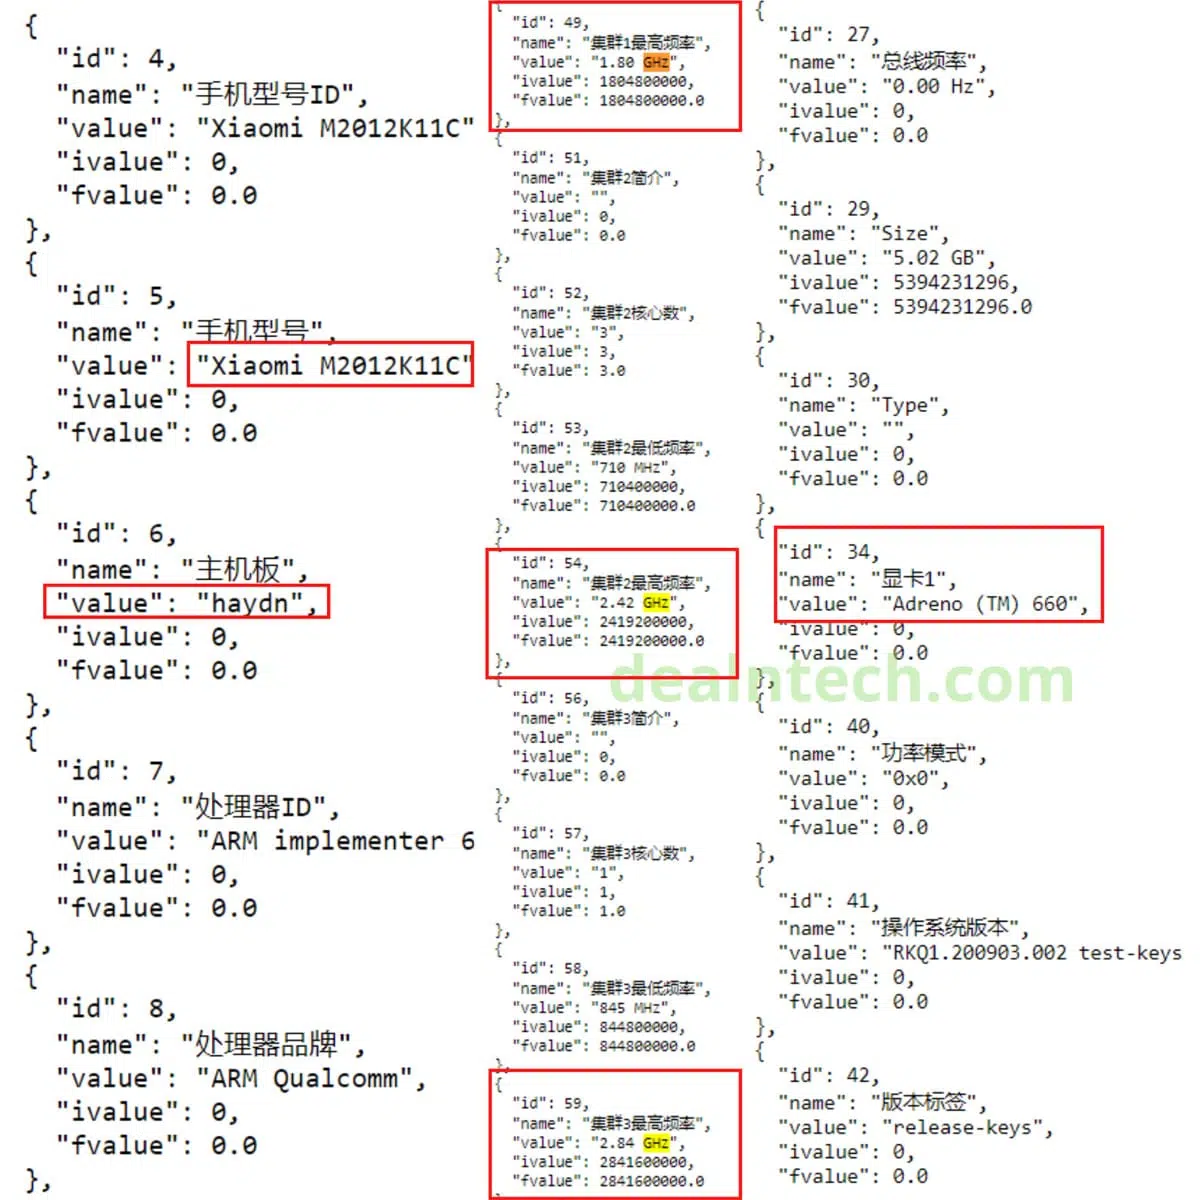 {
"id": 4,
"name": "手机型号ID",
"value": "Xiaomi M2012K11C"
"ivalue": 0,
"fvalue": 0.0
},
{
"id": 5,
"name": "手机型号",
"value": "Xiaomi M2012K11C"
"ivalue": 0,
"fvalue": 0.0
},
{
"id": 6,
"name": "主机板",
"value": "haydn",
"ivalue": 0,
"fvalue": 0.0
},
{
"id": 7,
"name": "处理器ID",
"value": "ARM implementer 6
"ivalue": 0,
"fvalue": 0.0
},
{
"id": 8,
"name": "处理器品牌",
"value": "ARM Qualcomm",
"ivalue": 0,
"fvalue": 0.0
},
{
"id": 49,
"name": "集群1最高频率",
"value": "1.80 GHz",
"ivalue": 1804800000,
"fvalue": 1804800000.0
},
{
"id": 51,
"name": "集群2简介",
"value": "",
"ivalue": 0,
"fvalue": 0.0
},
{
"id": 52,
"name": "集群2核心数",
"value": "3",
"ivalue": 3,
"fvalue": 3.0
},
{
"id": 53,
"name": "集群2最低频率",
"value": "710 MHz",
"ivalue": 710400000,
"fvalue": 710400000.0
},
{
"id": 54,
"name": "集群2最高频率",
"value": "2.42 GHz",
"ivalue": 2419200000,
"fvalue": 2419200000.0
},
{
"id": 56,
"name": "集群3简介",
"value": "",
"ivalue": 0,
"fvalue": 0.0
},
{
"id": 57,
"name": "集群3核心数",
"value": "1",
"ivalue": 1,
"fvalue": 1.0
},
{
"id": 58,
"name": "集群3最低频率",
"value": "845 MHz",
"ivalue": 844800000,
"fvalue": 844800000.0
},
{
"id": 59,
"name": "集群3最高频率",
"value": "2.84 GHz",
"ivalue": 2841600000,
"fvalue": 2841600000.0
{
"id": 27,
"name": "总线频率",
"value": "0.00 Hz",
"ivalue": 0,
"fvalue": 0.0
},
{
"id": 29,
"name": "Size",
"value": "5.02 GB",
"ivalue": 5394231296,
"fvalue": 5394231296.0
},
{
"id": 30,
"name": "Type",
"value": "",
"ivalue": 0,
"fvalue": 0.0
},
{
"id": 34,
"name": "显卡1",
"value": "Adreno (TM) 660",
"ivalue": 0,
"fvalue": 0.0
},
{
"id": 40,
"name": "功率模式",
"value": "0x0",
"ivalue": 0,
"fvalue": 0.0
},
{
"id": 41,
"name": "操作系统版本",
"value": "RKQ1.200903.002 test-keys
"ivalue": 0,
"fvalue": 0.0
},
{
"id": 42,
"name": "版本标签",
"value": "release-keys",
"ivalue": 0,
"fvalue": 0.0
dealntech.com